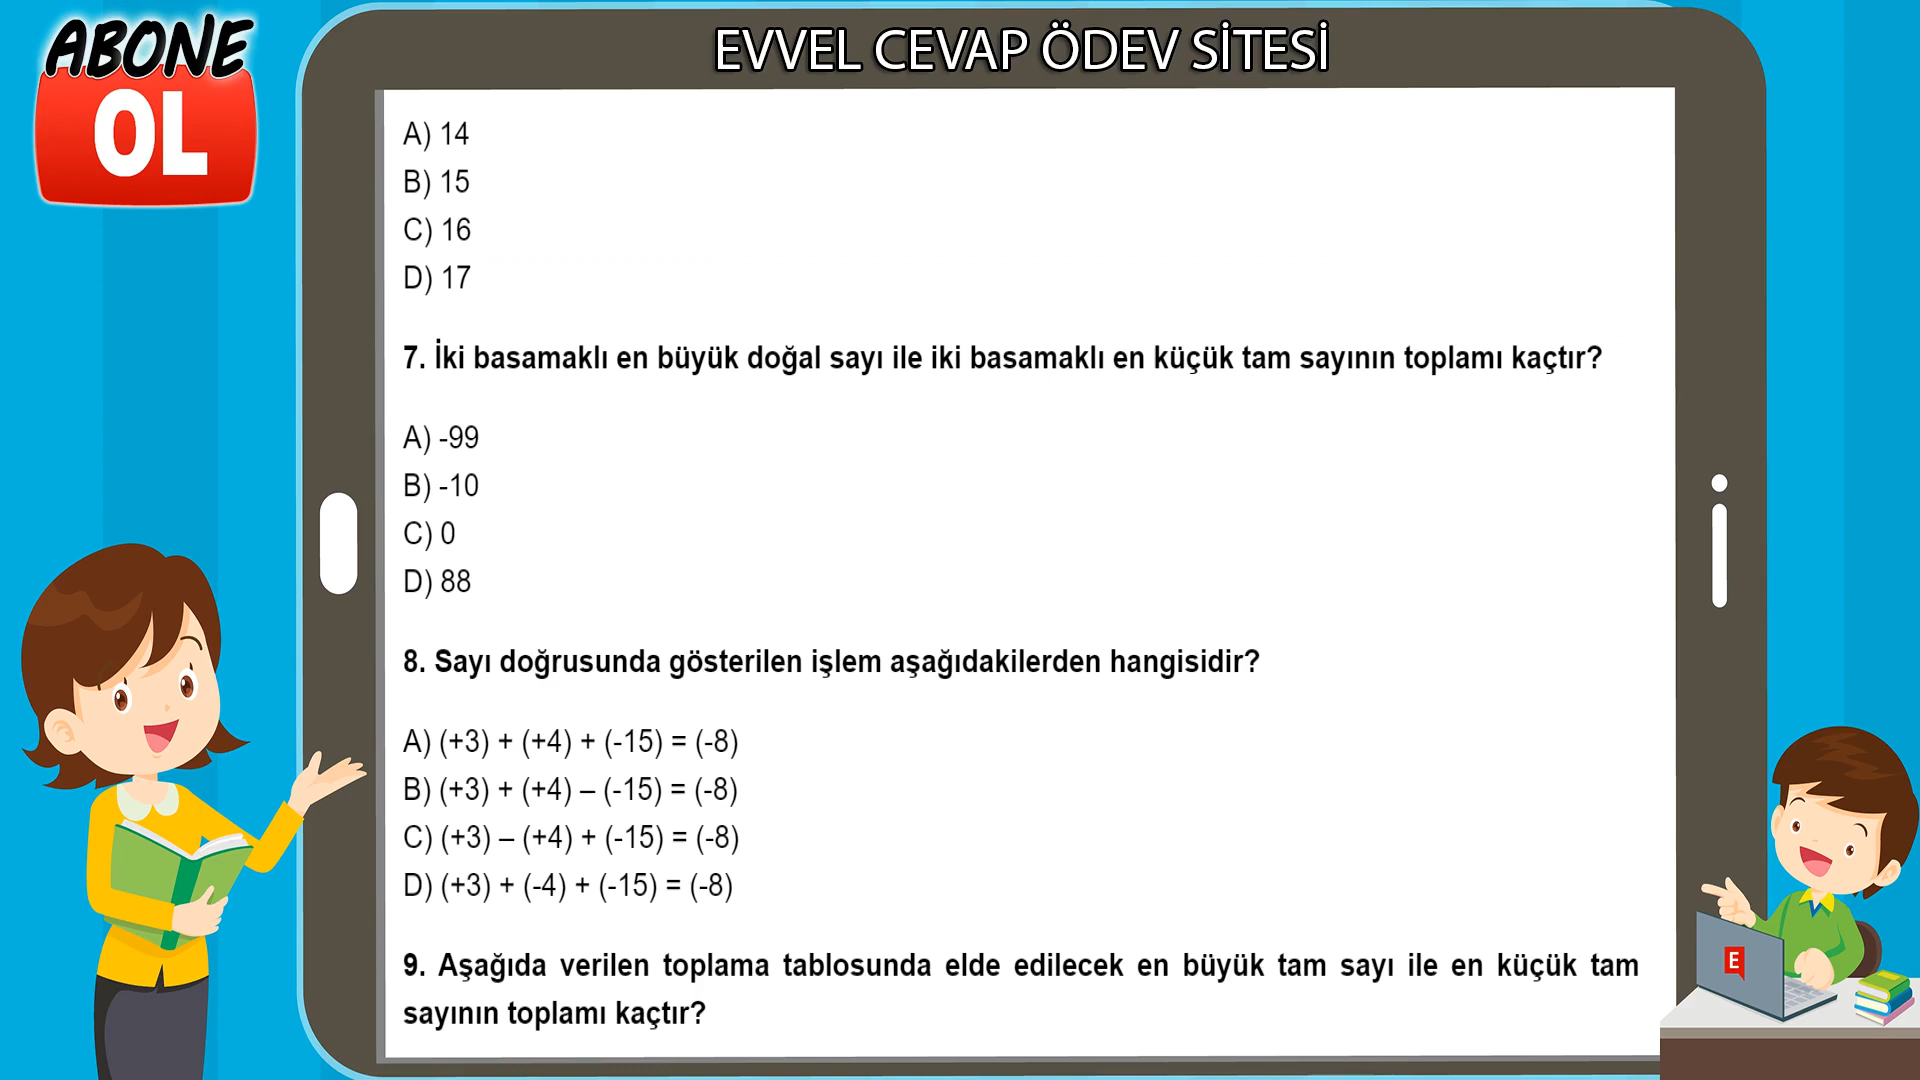 ABONE
OL
EVVEL CEVAP ÖDEV SİTESİ
A) 14
B) 15
C) 16
D) 17
7. İki basamaklı en büyük doğal sayı ile iki basamaklı en küçük tam sayının toplamı kaçtır?
A) -99
B) -10
C) 0
D) 88
8. Sayı doğrusunda gösterilen işlem aşağıdakilerden hangisidir?
A) (+3) + (+4) + (-15) = (-8)
B) (+3) + (+4) – (-15) = (-8)
C) (+3) – (+4) + (-15) = (-8)
D) (+3) + (-4) + (-15) = (-8)
9. Aşağıda verilen toplama tablosunda elde edilecek en büyük tam sayı ile en küçük tam
sayının toplamı kaçtır?
E